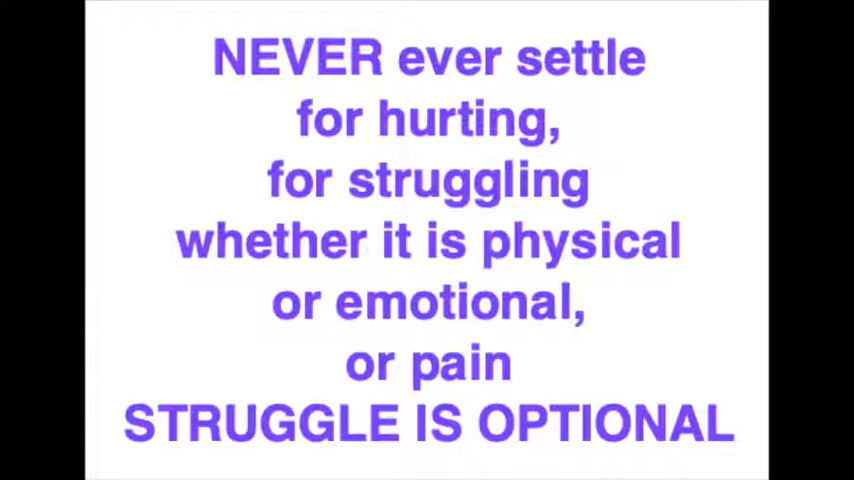 NEVER ever settle
for hurting,
for struggling
whether it is physical
or emotional,
or pain
STRUGGLE IS OPTIONAL